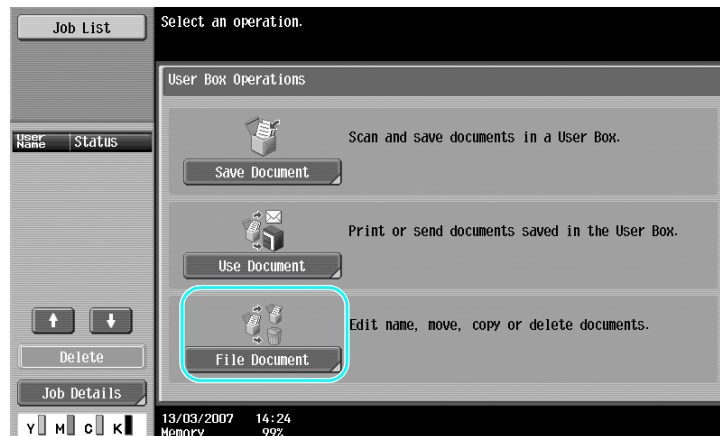 Job List
Select an operation.
User Box Operations
User Name Status
Scan and save documents in a User Box.
Save Document
Print or send documents saved in the User Box.
Use Document
Edit name, move, copy or delete documents.
File Document
Delete
Job Details
Y M C K
13/03/2007 14:24
Memory 99%